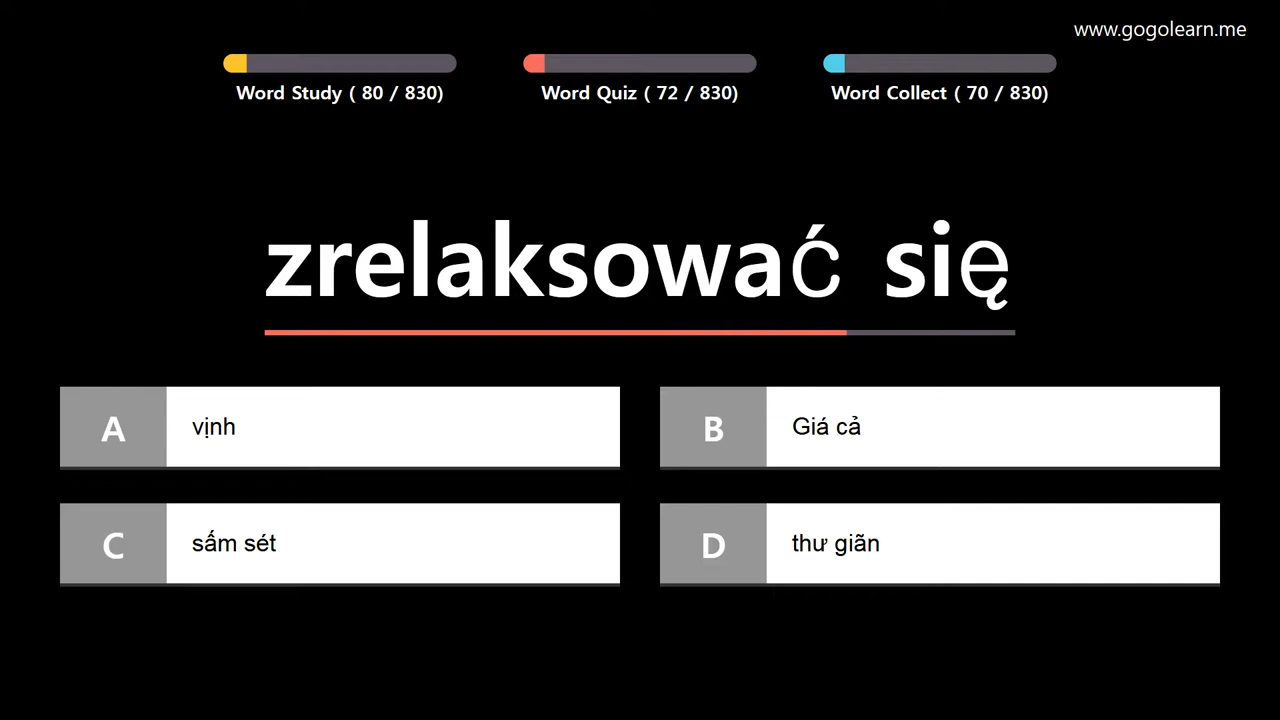 www.gogolearn.me
Word Study ( 80 / 830)
Word Quiz ( 72 / 830)
Word Collect ( 70 / 830)
zrelaksować się
A
vịnh
B
Giá cả
C
sấm sét
D
thư giãn